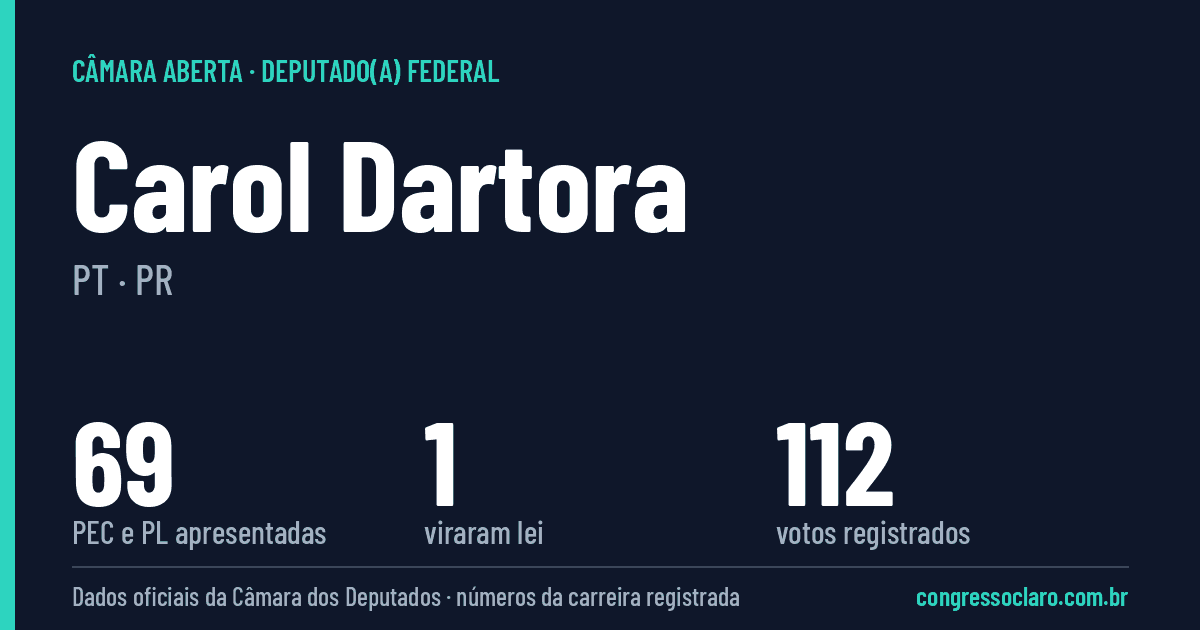 CÂMARA ABERTA · DEPUTADO(A) FEDERAL
Carol Dartora
PT · PR
69 1 112
PEC e PL apresentadas viraram lei votos registrados
Dados oficiais da Câmara dos Deputados · números da carreira registrada congressoclaro.com.br